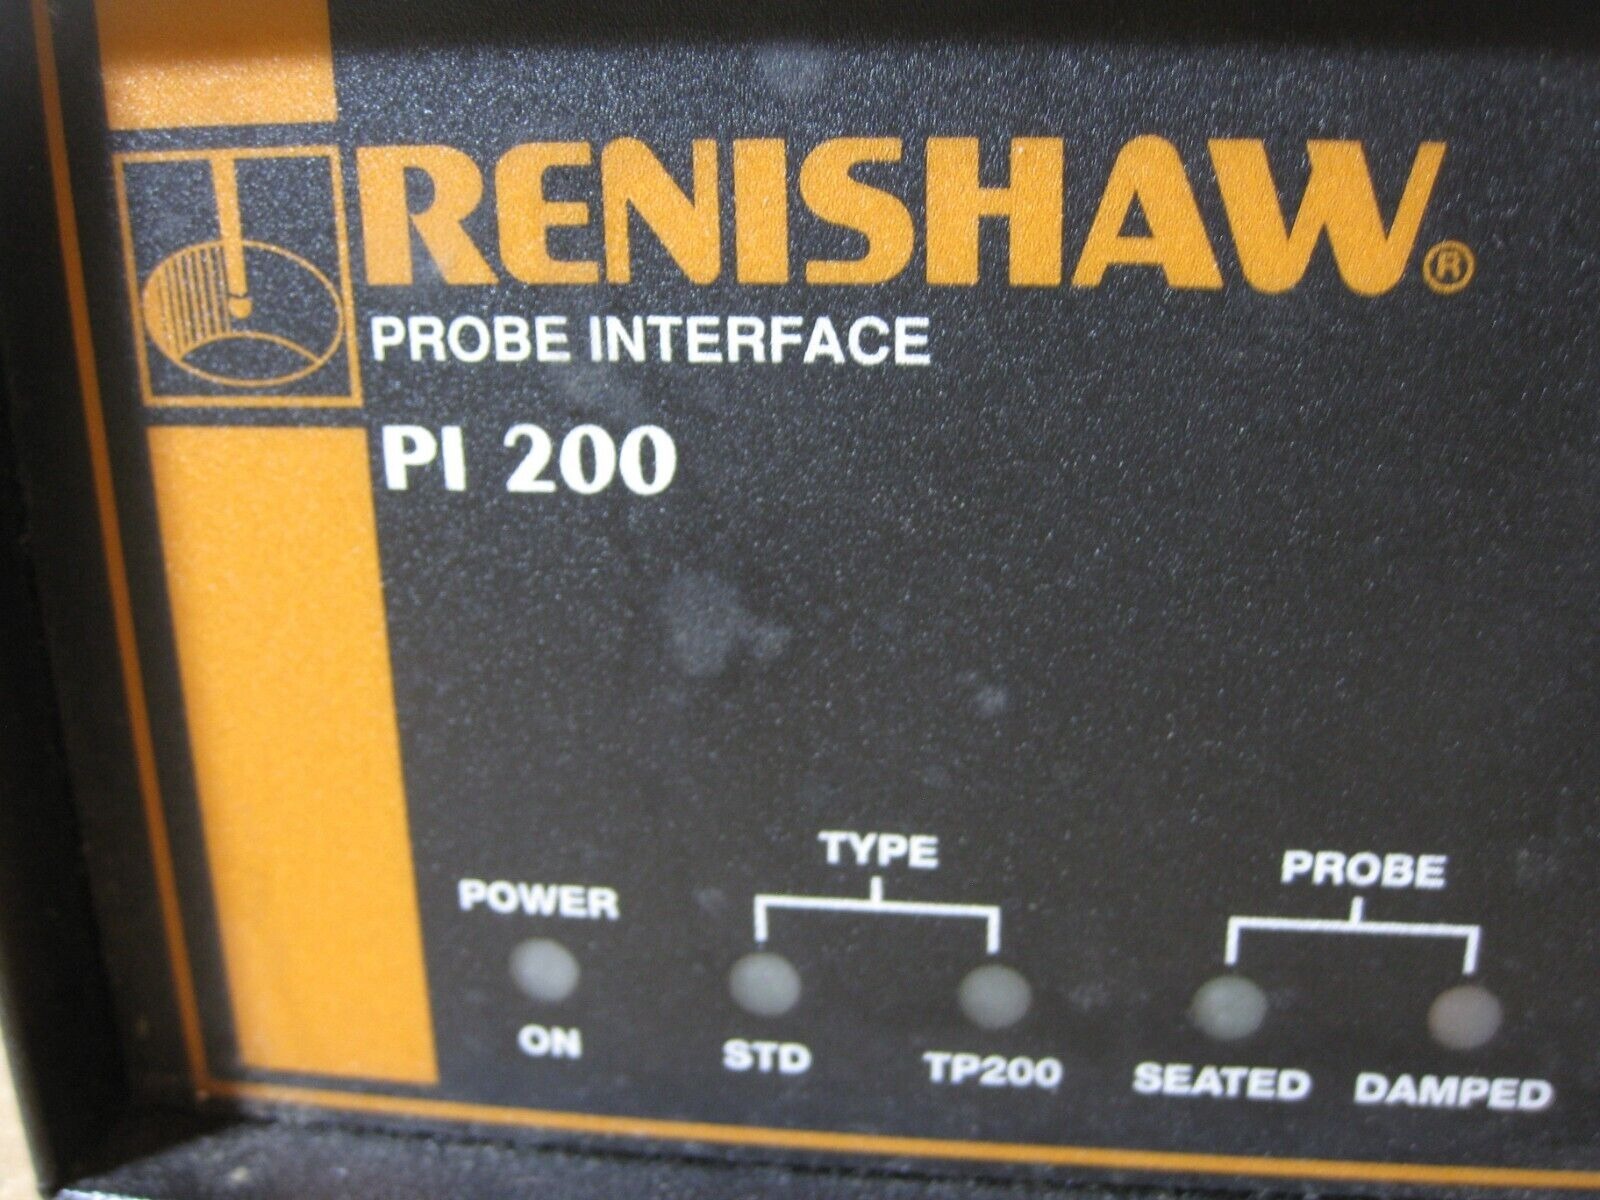 RENISHAW®
PROBE INTERFACE
PI 200
TYPE
PROBE
POWER
ON
STD
TP200
SEATED
DAMPED